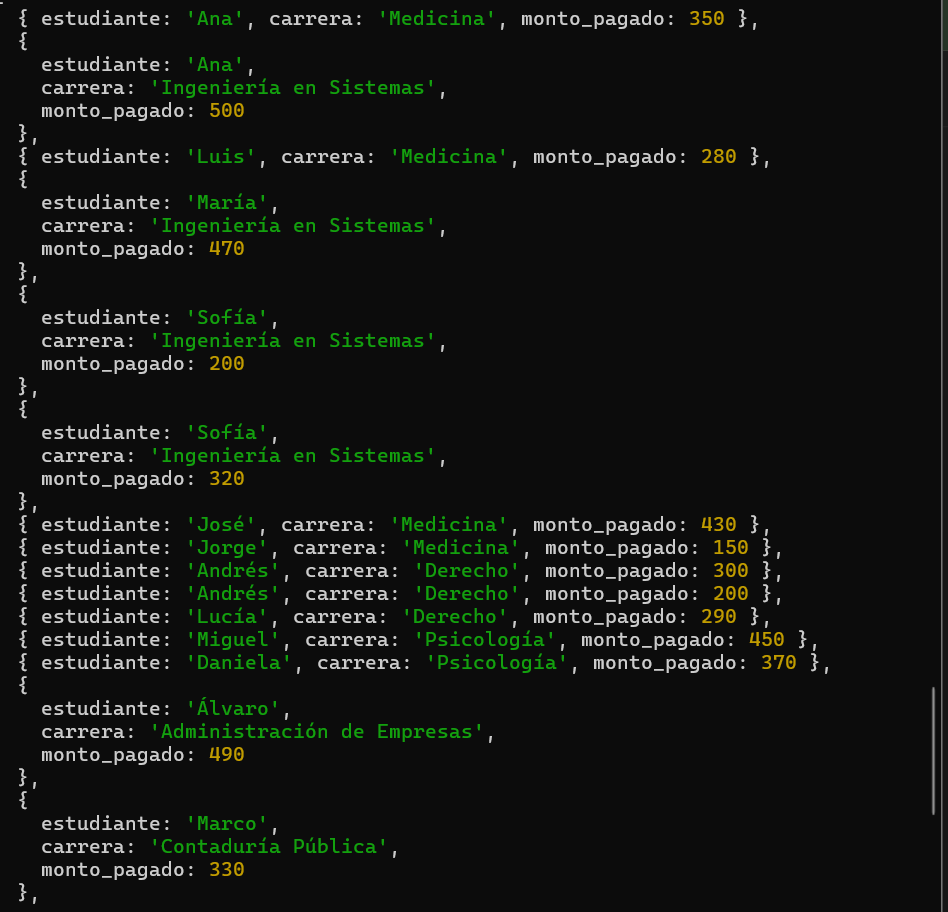 { estudiante: 'Ana', carrera: 'Medicina', monto_pagado: 350 },
{
  estudiante: 'Ana',
  carrera: 'Ingeniería en Sistemas',
  monto_pagado: 500
},
{ estudiante: 'Luis', carrera: 'Medicina', monto_pagado: 280 },
{
  estudiante: 'María',
  carrera: 'Ingeniería en Sistemas',
  monto_pagado: 470
},
{
  estudiante: 'Sofía',
  carrera: 'Ingeniería en Sistemas',
  monto_pagado: 200
},
{
  estudiante: 'Sofía',
  carrera: 'Ingeniería en Sistemas',
  monto_pagado: 320
},
{ estudiante: 'José', carrera: 'Medicina', monto_pagado: 430 },
{ estudiante: 'Jorge', carrera: 'Medicina', monto_pagado: 150 },
{ estudiante: 'Andrés', carrera: 'Derecho', monto_pagado: 300 },
{ estudiante: 'Andrés', carrera: 'Derecho', monto_pagado: 200 },
{ estudiante: 'Lucía', carrera: 'Derecho', monto_pagado: 290 },
{ estudiante: 'Miguel', carrera: 'Psicología', monto_pagado: 450 },
{ estudiante: 'Daniela', carrera: 'Psicología', monto_pagado: 370 },
{
  estudiante: 'Álvaro',
  carrera: 'Administración de Empresas',
  monto_pagado: 490
},
{
  estudiante: 'Marco',
  carrera: 'Contaduría Pública',
  monto_pagado: 330
},